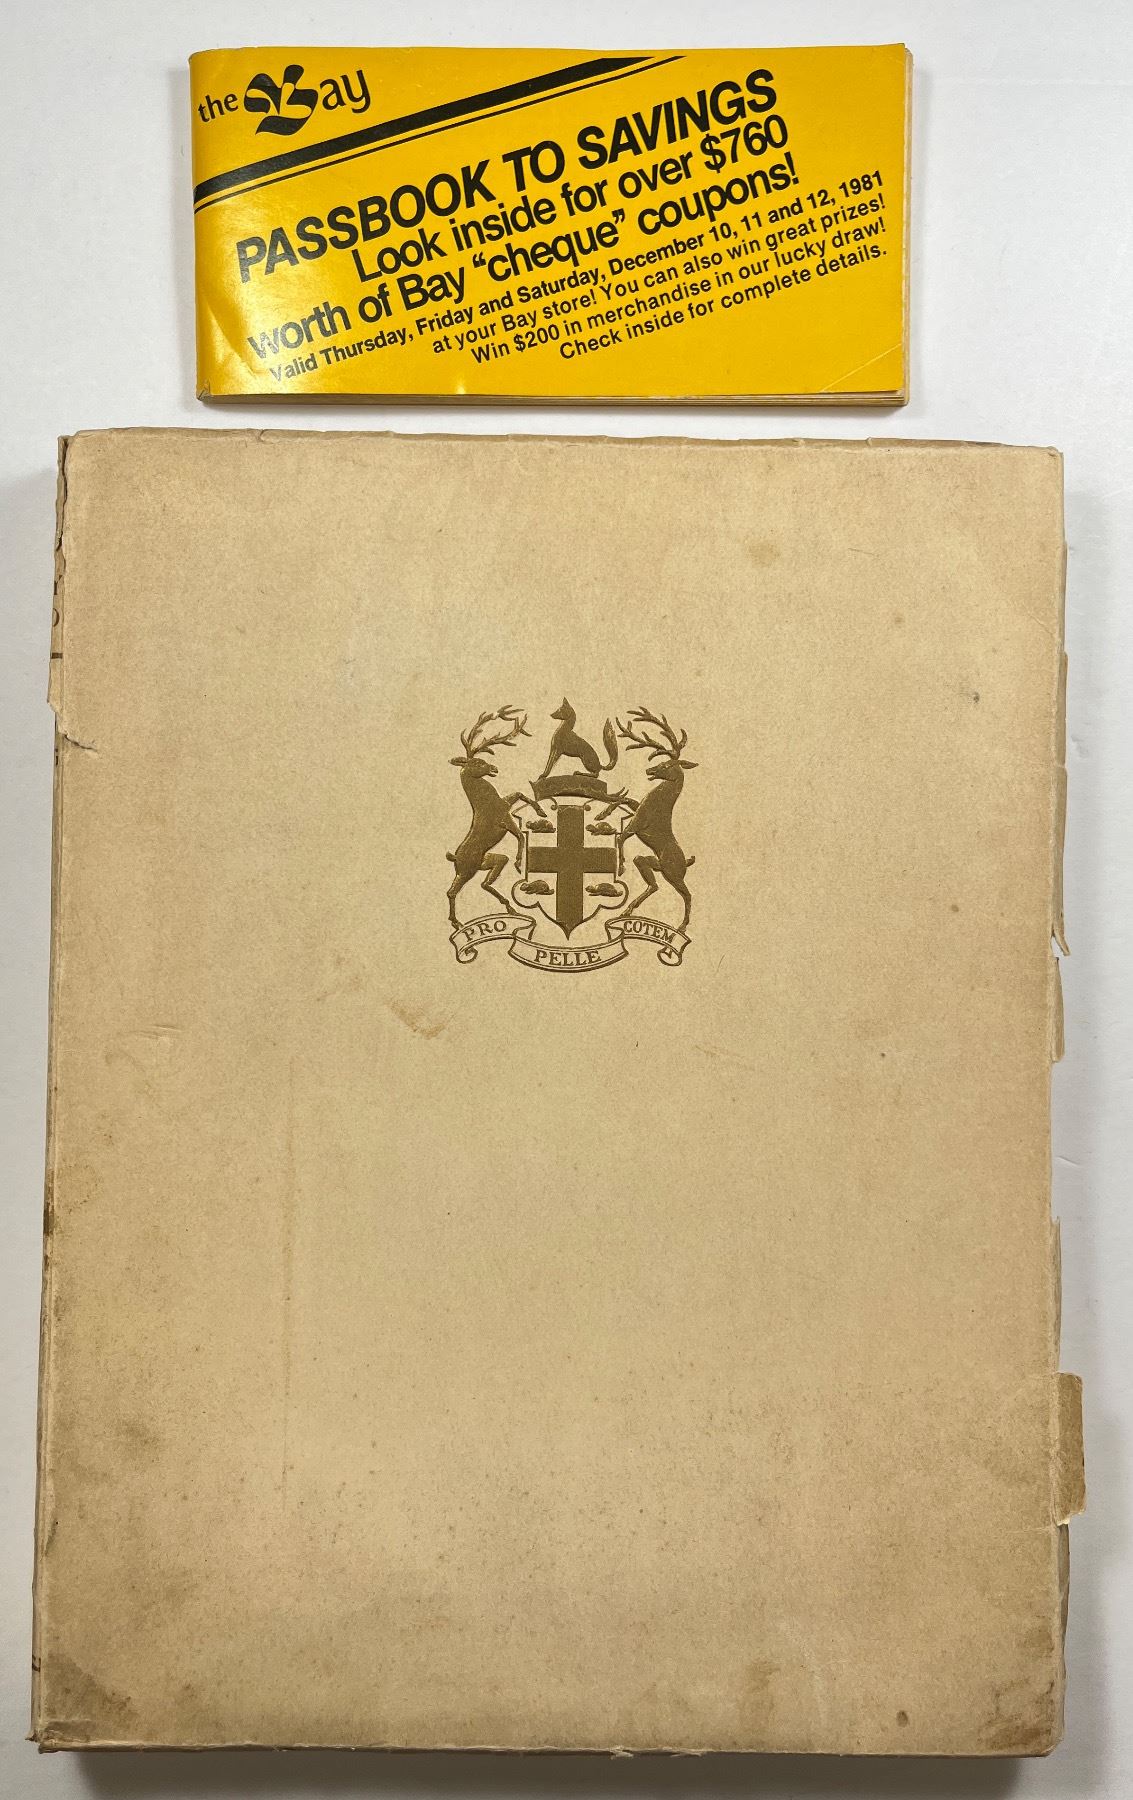 the Bay
PASSBOOK TO SAVINGS
Look inside for over $760
worth of Bay “cheque” coupons!
Valid Thursday, Friday and Saturday, December 10, 11 and 12, 1981
at your Bay store! You can also win great prizes!
Win $200 in merchandise in our lucky draw!
Check inside for complete details.
PRO PELLE COTEM